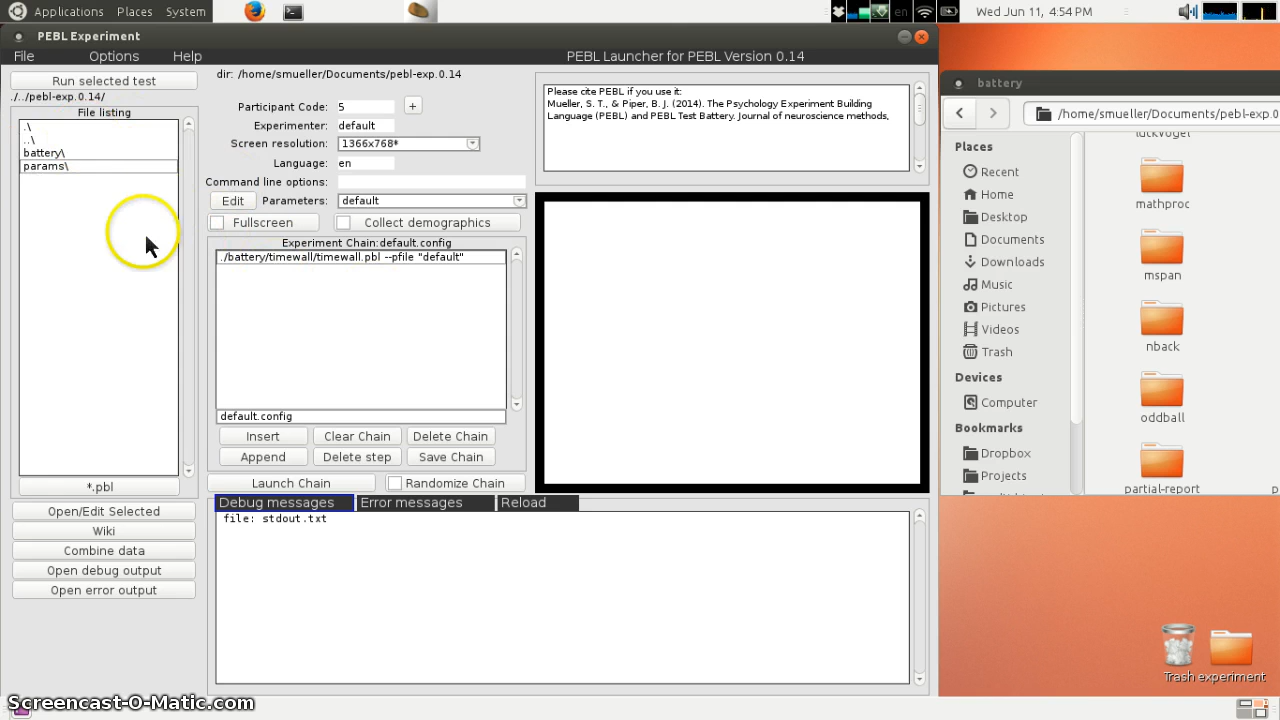 Applications Places System
en
Wed Jun 11, 4:54 PM
PEBL Experiment
File Options Help
PEBL Launcher for PEBL Version 0.14
Run selected test
./../pebl-exp.0.14/
File listing
.\
..\
battery\
params\
*.pbl
Open/Edit Selected
Wiki
Combine data
Open debug output
Open error output
dir: /home/smueller/Documents/pebl-exp.0.14
Participant Code: 5 +
Experimenter: default
Screen resolution: 1366x768*
Language: en
Command line options:
Edit Parameters: default
Fullscreen Collect demographics
Experiment Chain:default.config
./battery/timewall/timewall.pbl --pfile "default"
default.config
Insert Clear Chain Delete Chain
Append Delete step Save Chain
Launch Chain Randomize Chain
Please cite PEBL if you use it:
Mueller, S. T., & Piper, B. J. (2014). The Psychology Experiment Building
Language (PEBL) and PEBL Test Battery. Journal of neuroscience methods,
Debug messages Error messages Reload
file: stdout.txt
battery
/home/smueller/Documents/pebl-exp.0
Places
Recent
Home
Desktop
Documents
Downloads
Music
Pictures
Videos
Trash
Devices
Computer
Bookmarks
Dropbox
Projects
luckvogel
mathproc
mspan
nback
oddball
partial-report
Trash experiment
Screencast-O-Matic.com